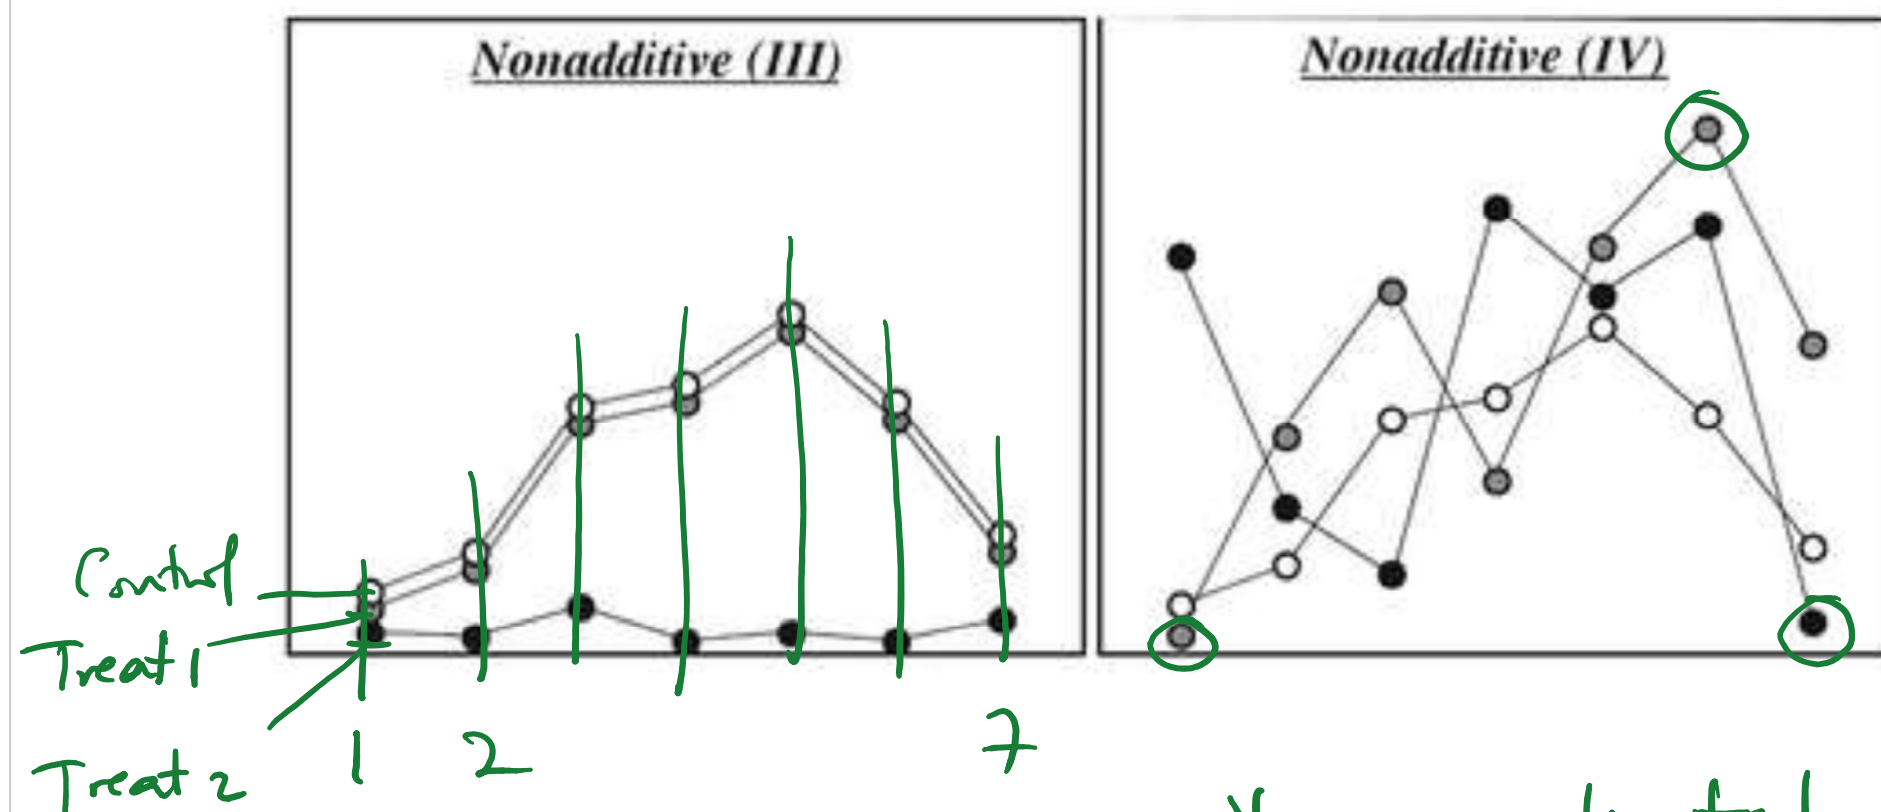 Nonadditive (III)
Nonadditive (IV)
Control
Treat 1
Treat 2
1
2
7